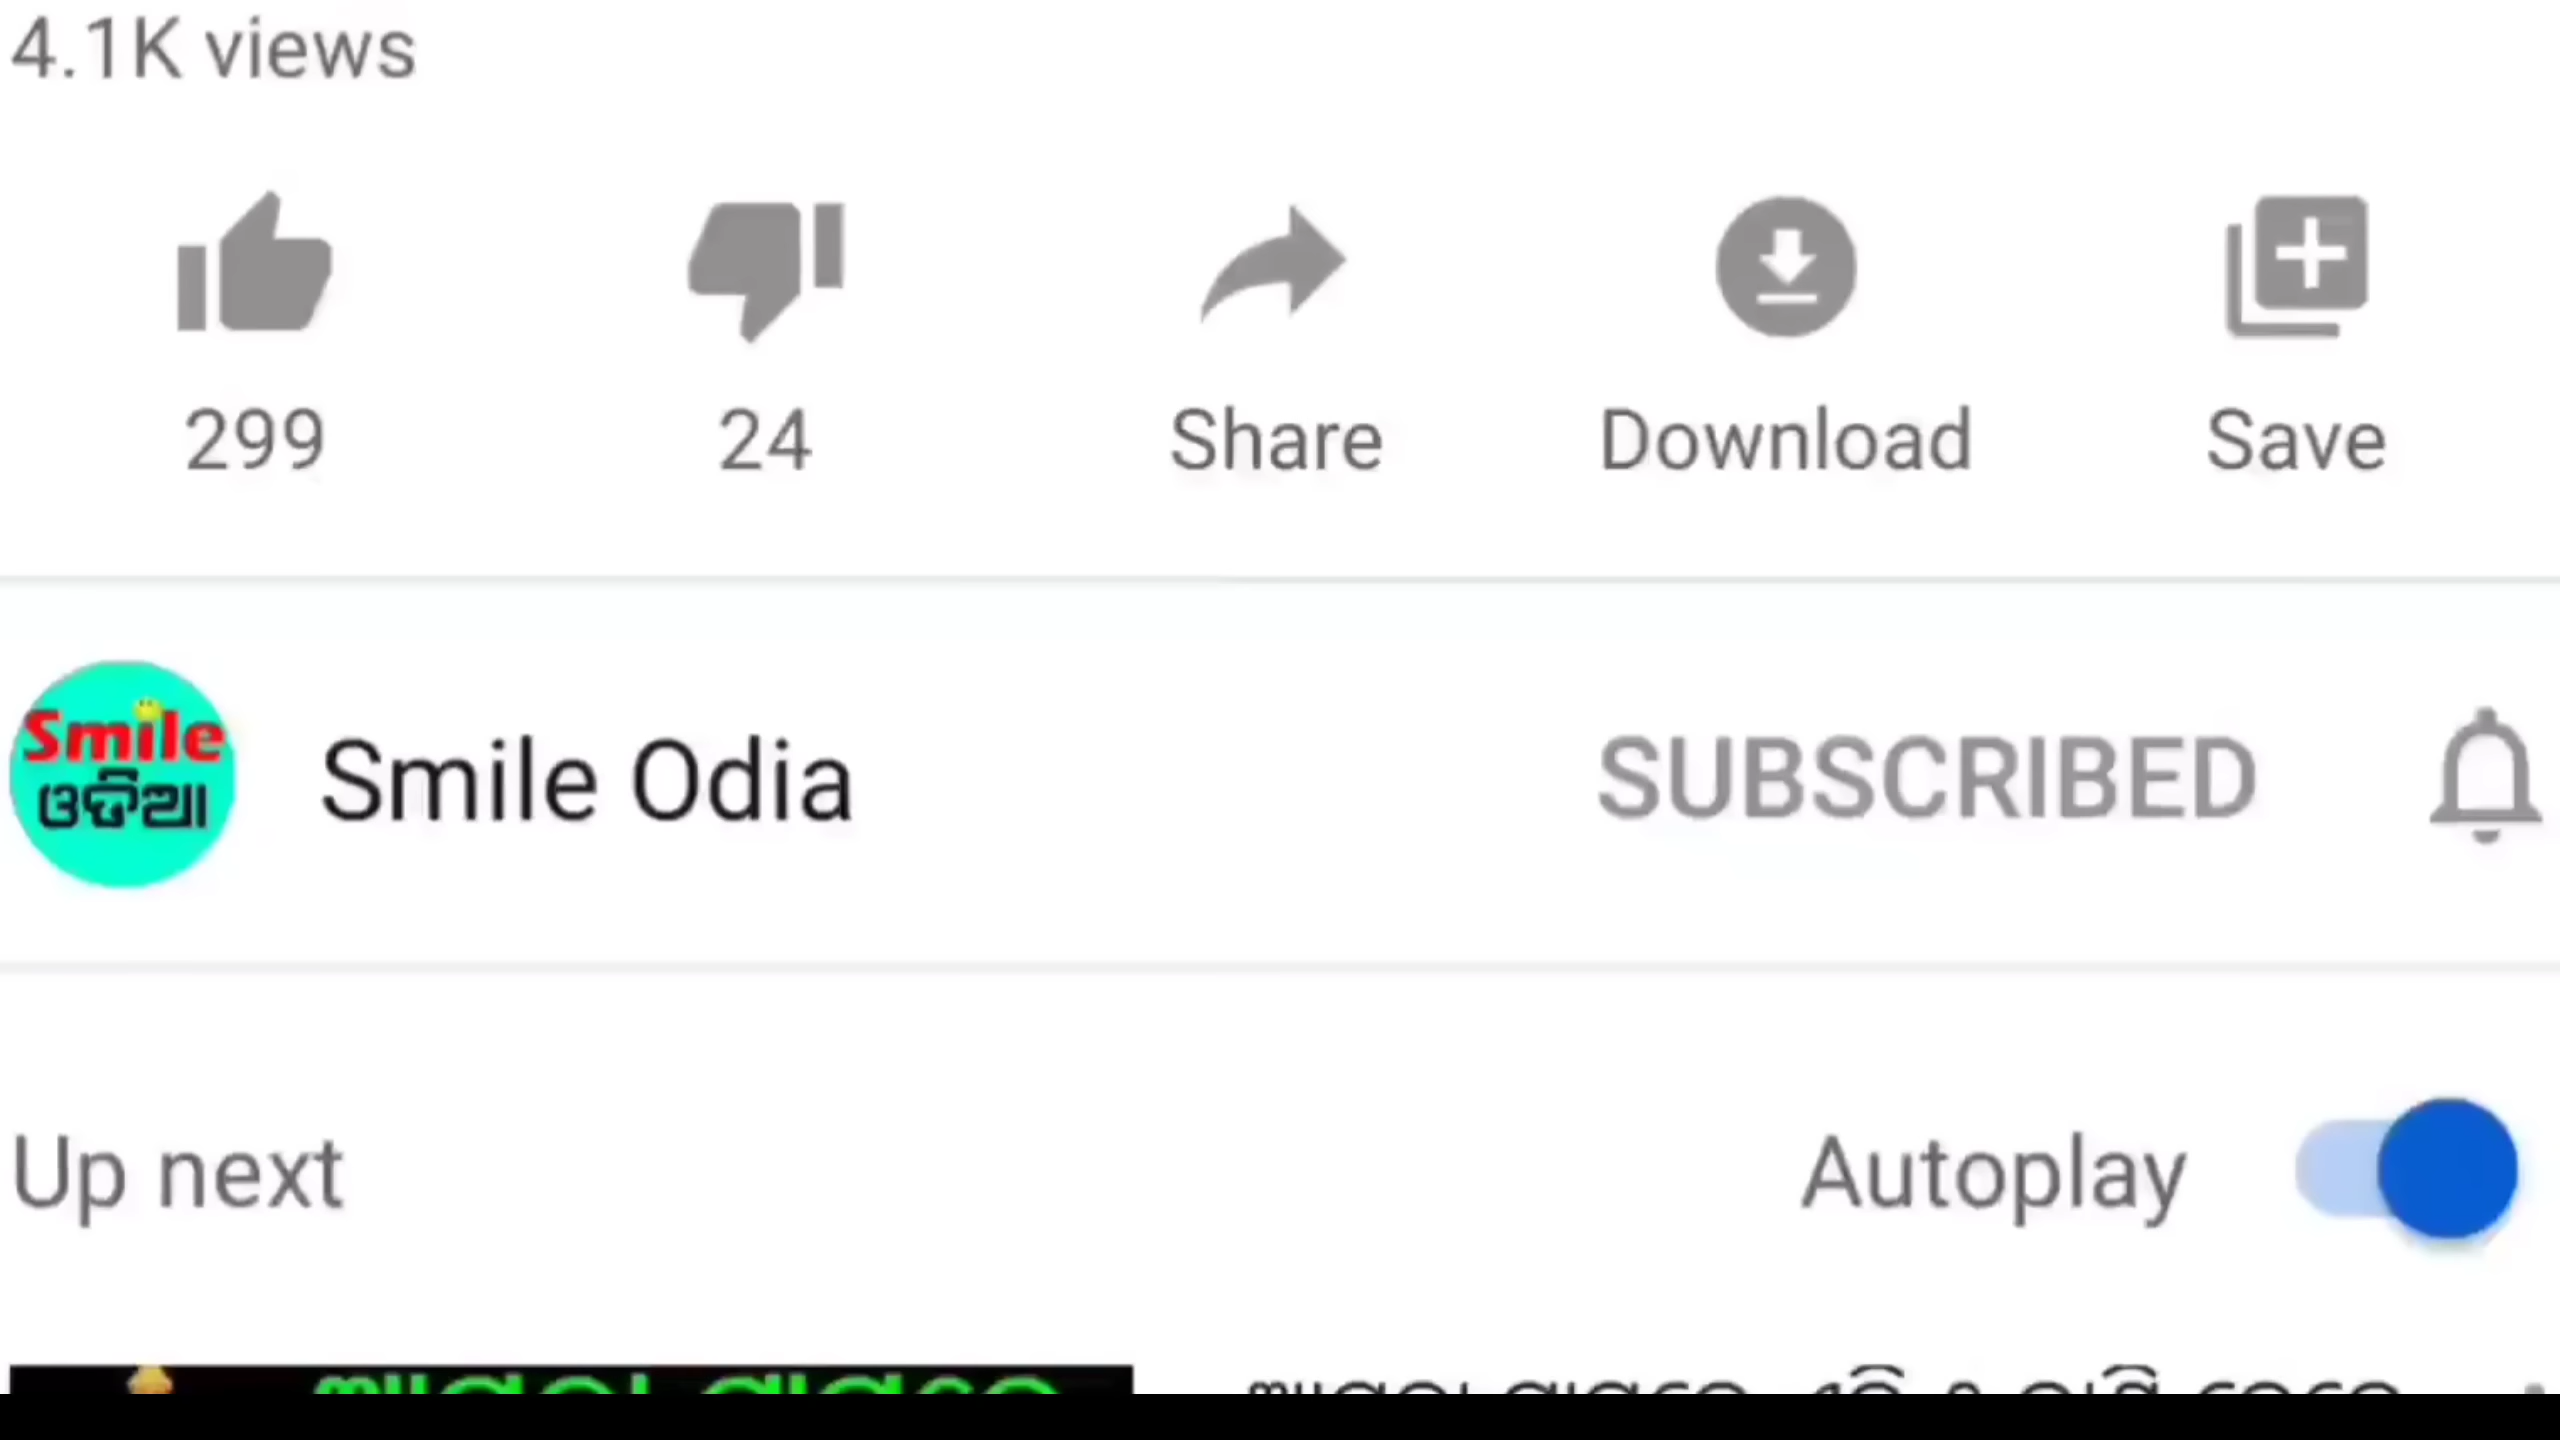 4.1K views
299 24 Share Download Save
Smile
ଓଡିଆ
Smile Odia SUBSCRIBED
Up next Autoplay